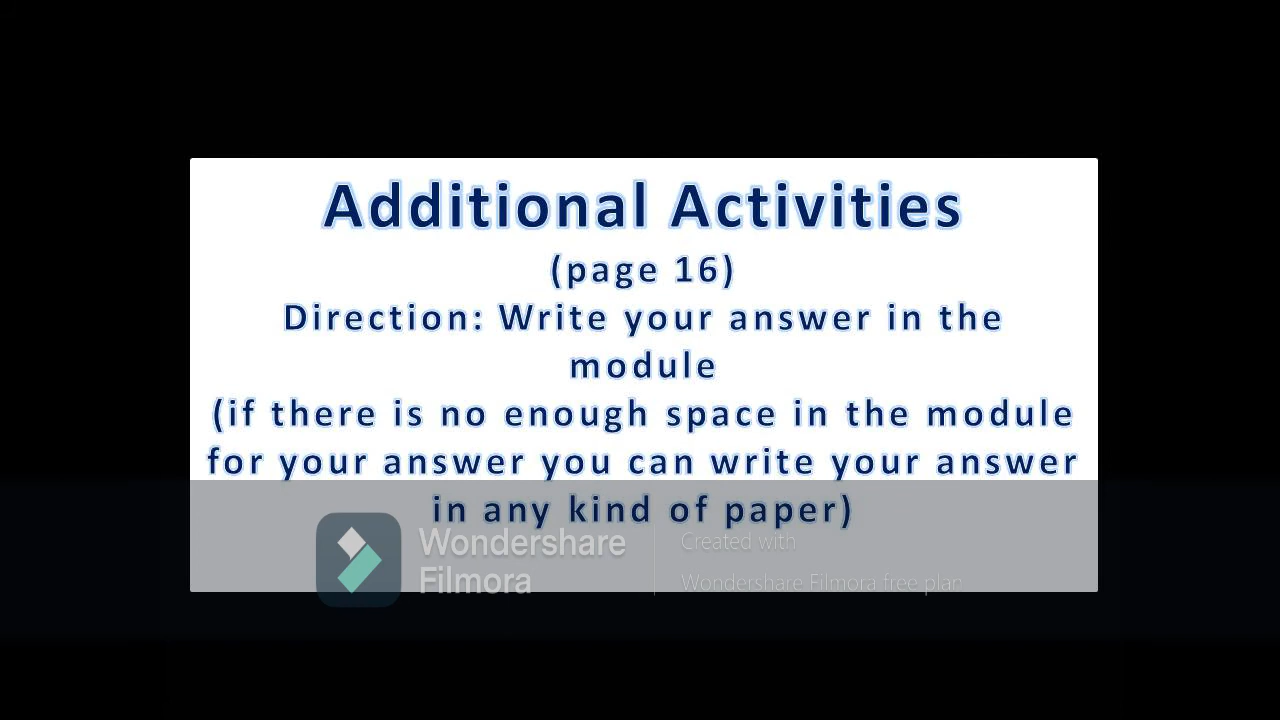 Additional Activities
(page 16)
Direction: Write your answer in the
module
(if there is no enough space in the module
for your answer you can write your answer
in any kind of paper)
Wondershare
Filmora
Created with
Wondershare Filmora free plan